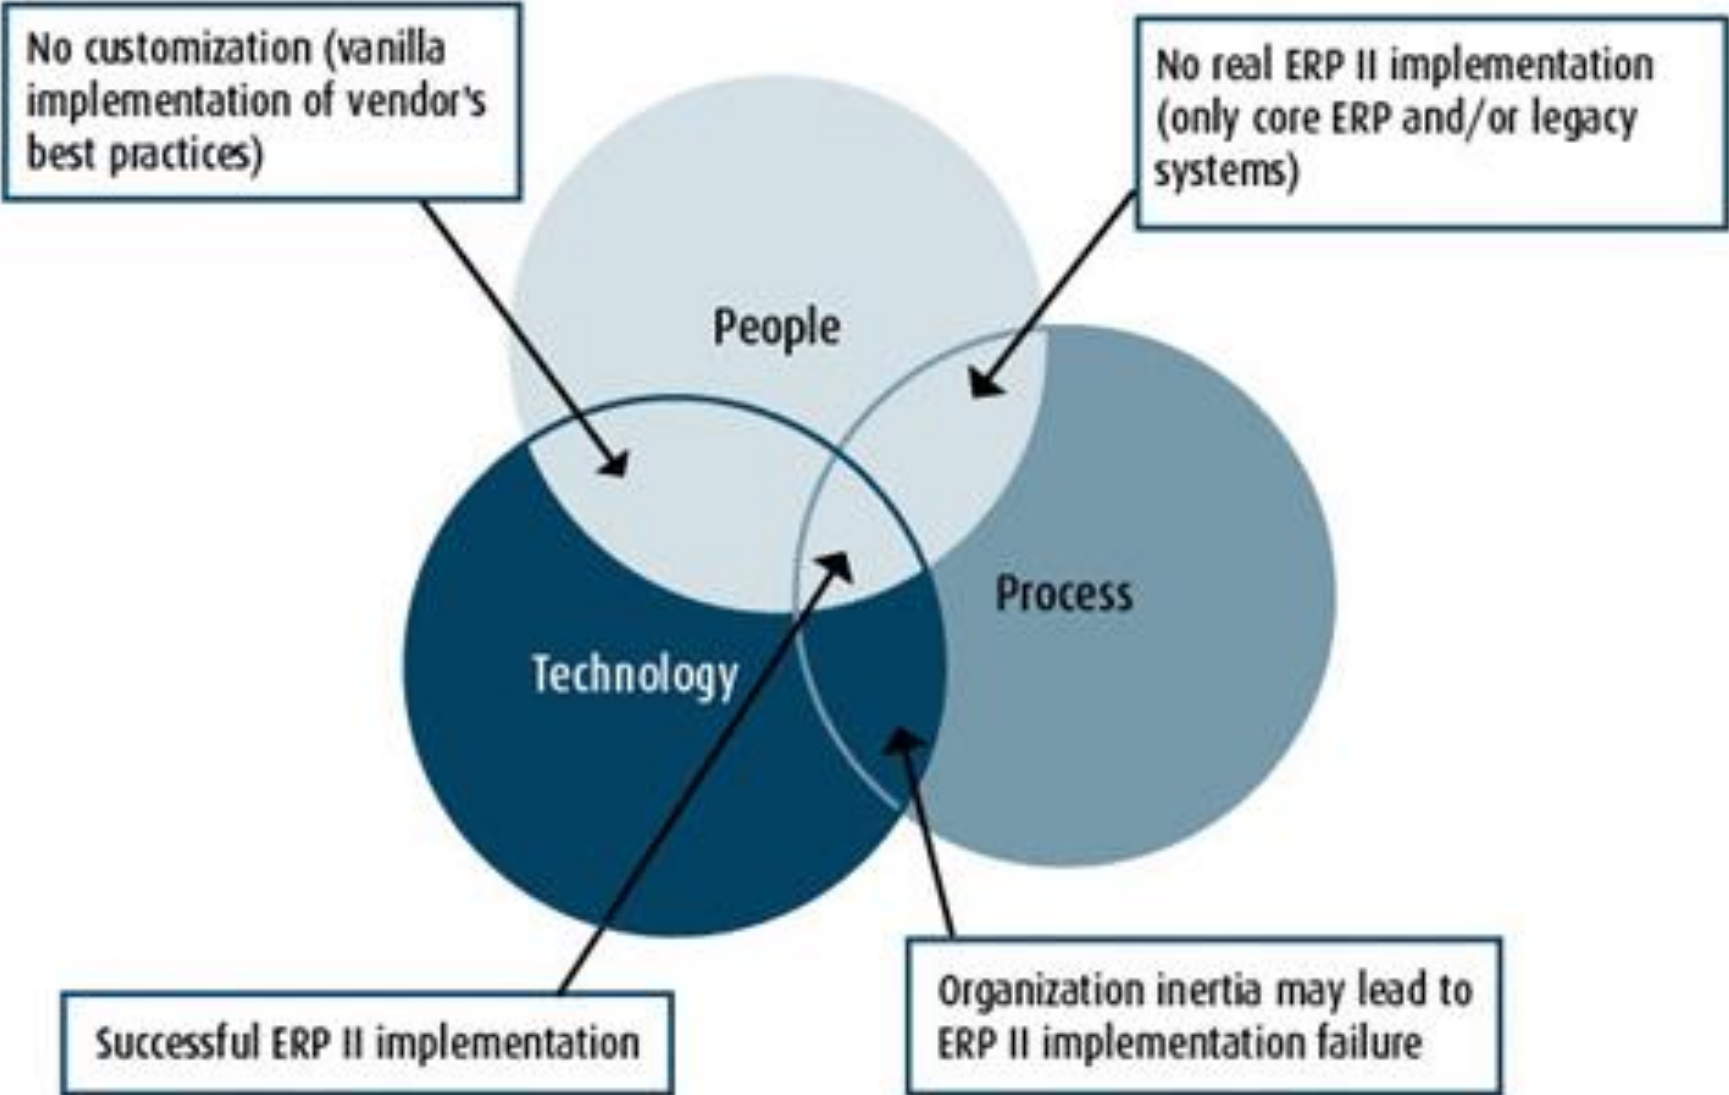 No customization (vanilla
implementation of vendor's
best practices)
No real ERP II implementation
(only core ERP and/or legacy
systems)
People
Process
Technology
Successful ERP II implementation
Organization inertia may lead to
ERP II implementation failure